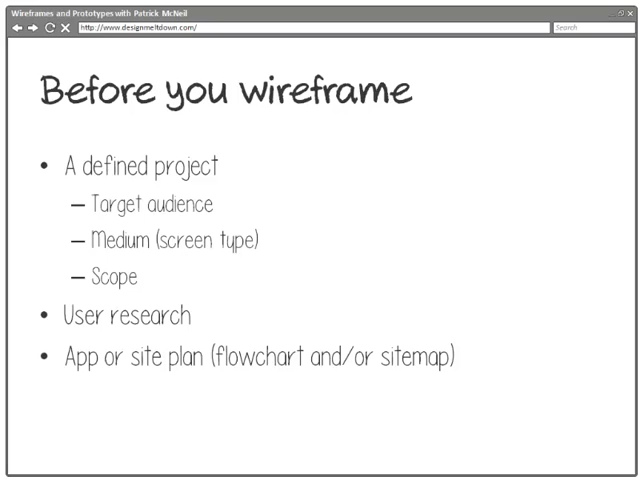 Wireframes and Prototypes with Patrick McNeil
http://www.designmeltdown.com/
Search
Before you wireframe
• A defined project
– Target audience
– Medium (screen type)
– Scope
• User research
• App or site plan (flowchart and/or sitemap)